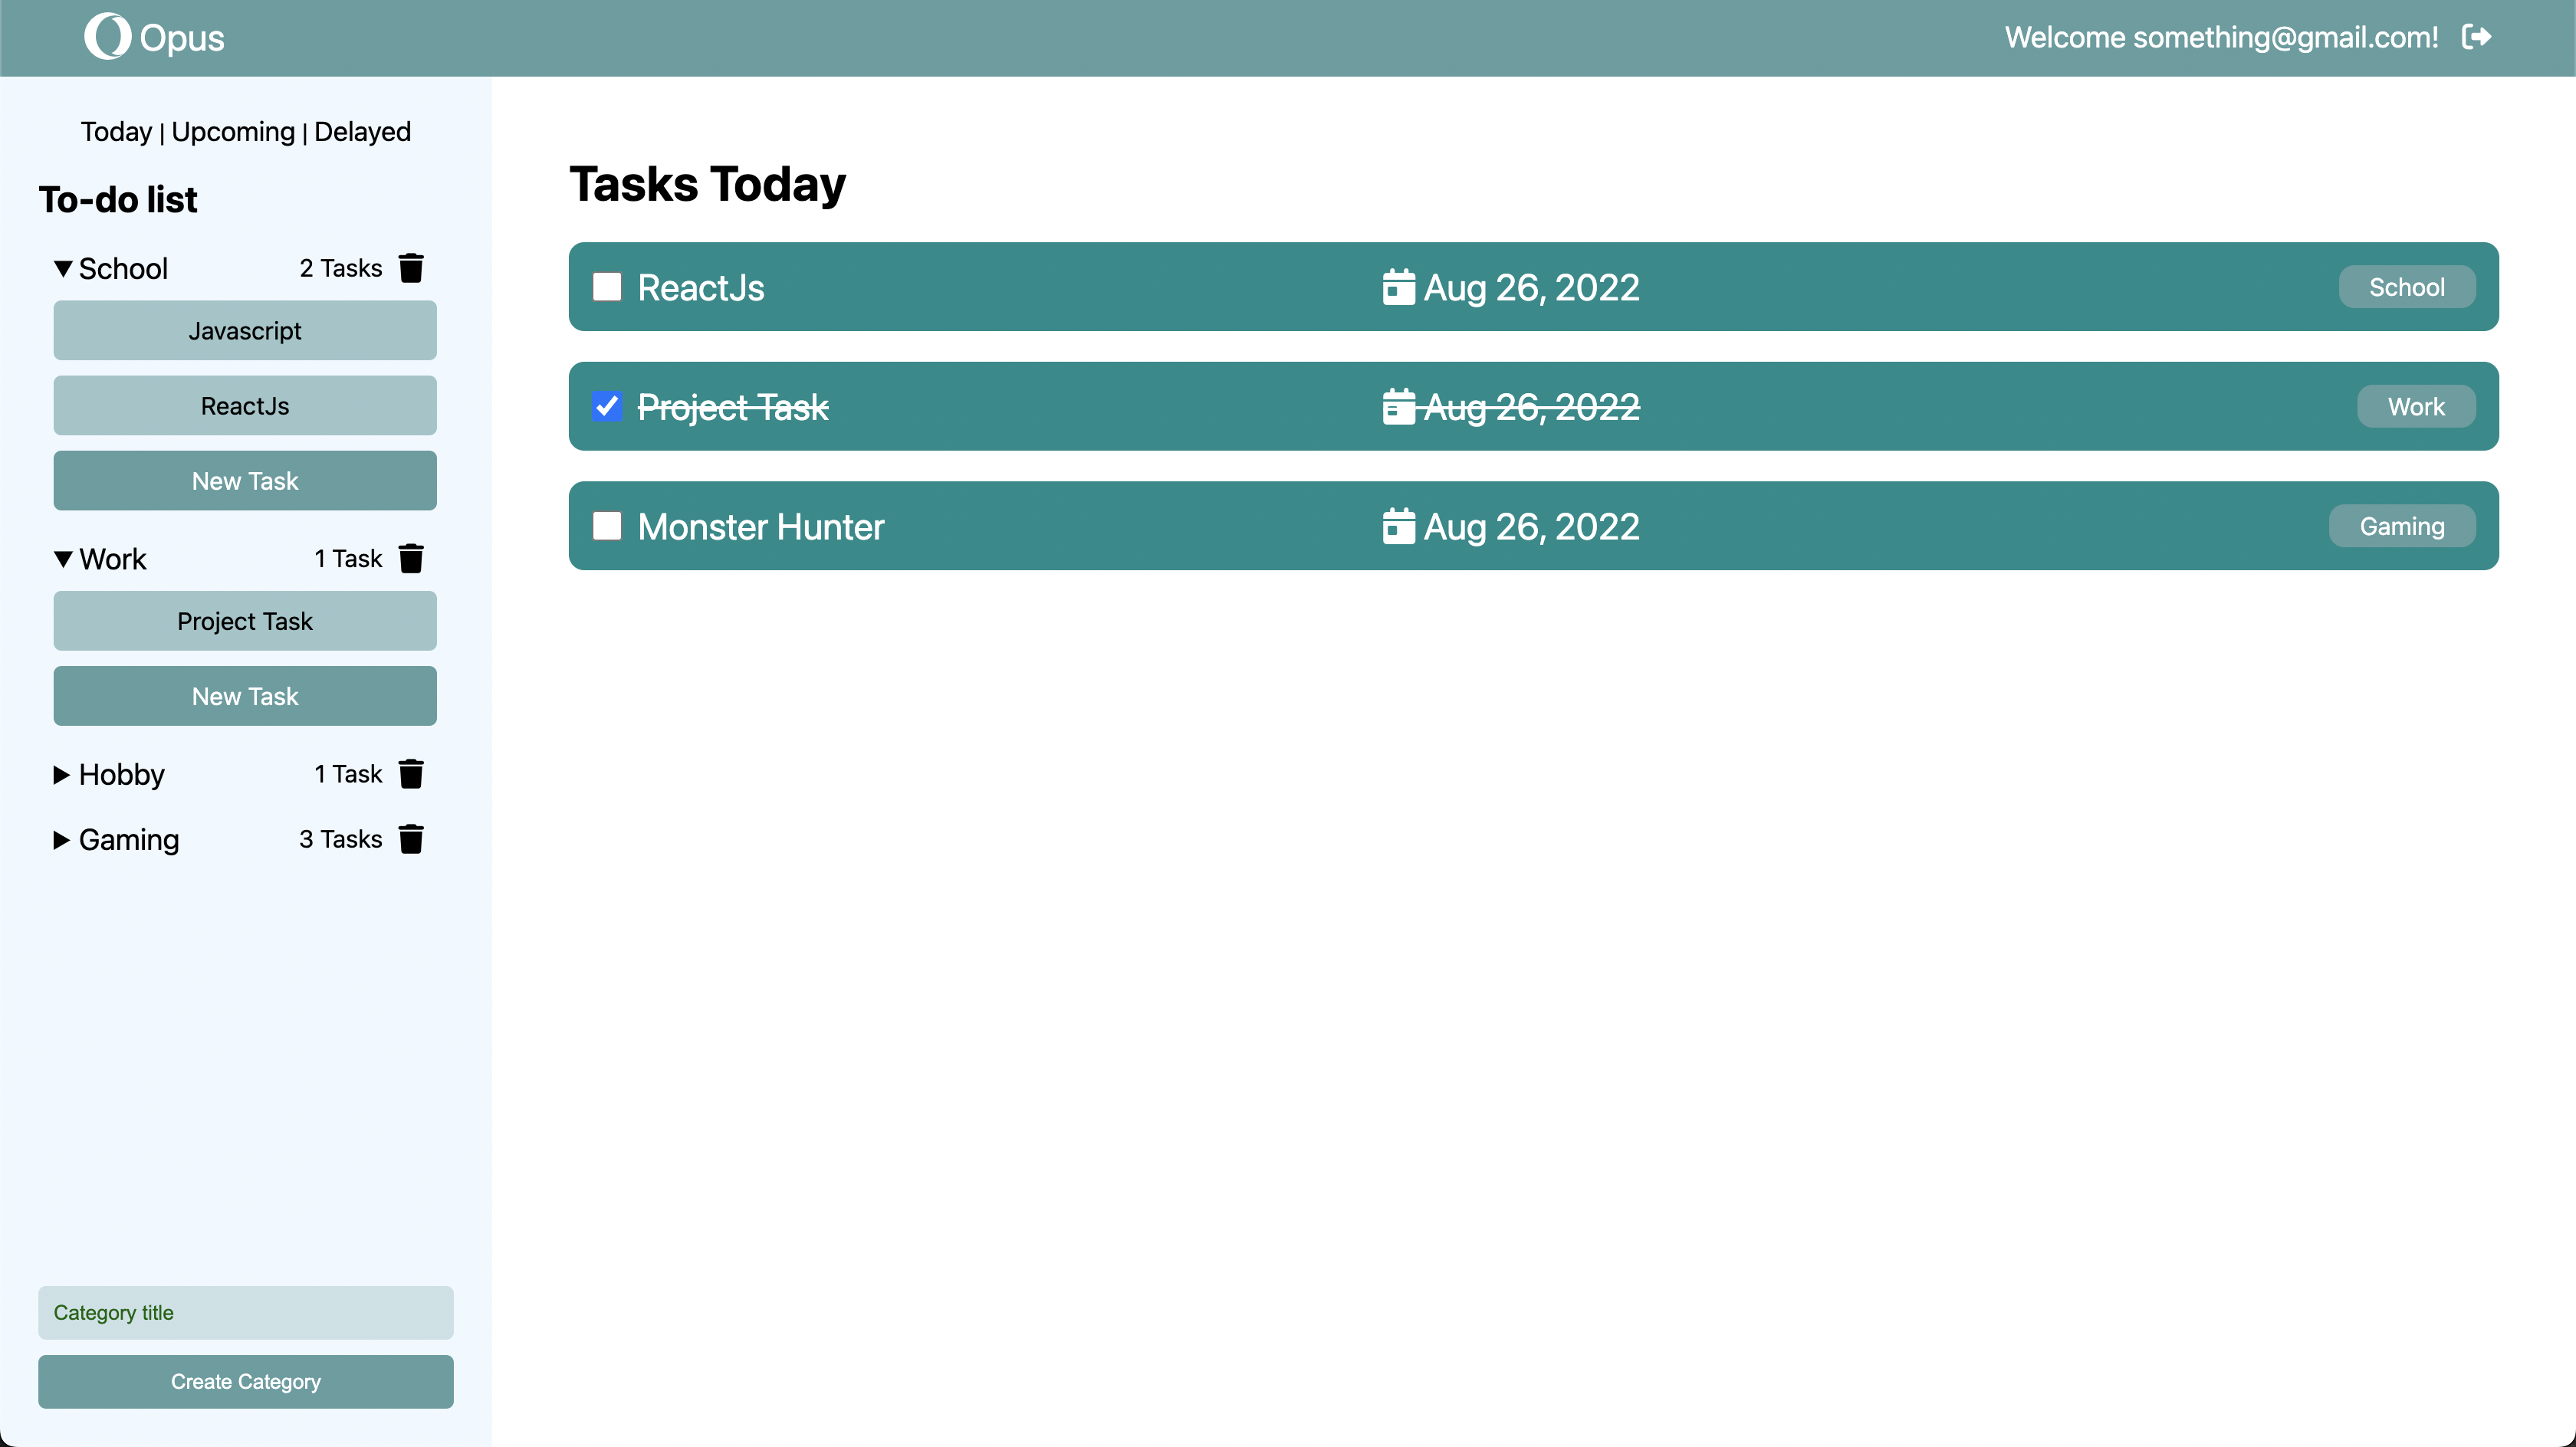 Opus
Welcome something@gmail.com!
Today | Upcoming | Delayed
To-do list
School 2 Tasks
Javascript
ReactJs
New Task
Work 1 Task
Project Task
New Task
Hobby 1 Task
Gaming 3 Tasks
Category title
Create Category
Tasks Today
ReactJs Aug 26, 2022 School
Project Task Aug 26, 2022 Work
Monster Hunter Aug 26, 2022 Gaming